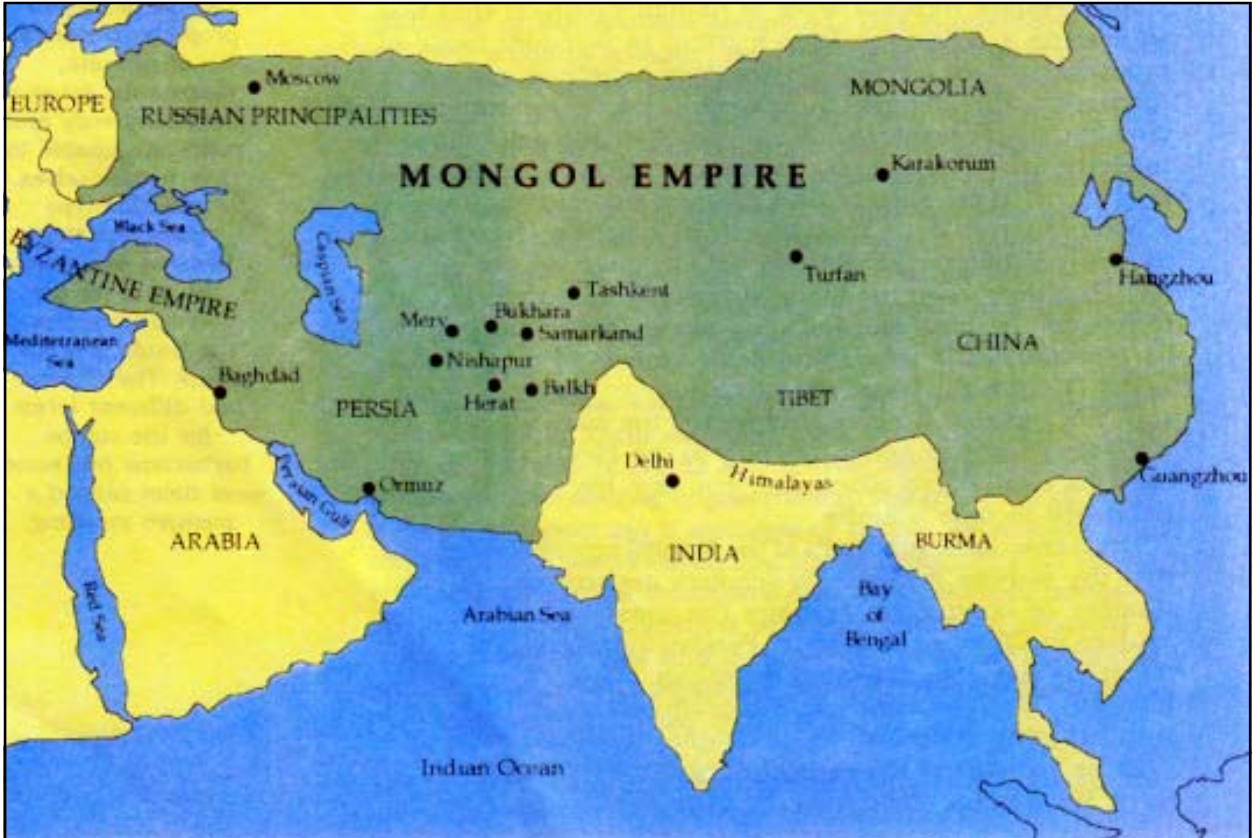 Moscow
MONGOLIA
EUROPE
RUSSIAN PRINCIPALITIES
Karakorum
MONGOL EMPIRE
Black Sea
BYZANTINE EMPIRE
Caspian Sea
Turfan
Hangzhou
Tashkent
Bukhara
Merv
Samarkand
Mediterranean
Sea
CHINA
Nishapur
Baghdad
Balkh
Herat
TIBET
PERSIA
Delhi
Himalayas
Guangzhou
Ormuz
Persian Gulf
ARABIA
BURMA
INDIA
Red Sea
Arabian Sea
Bay
of
Bengal
Indian Ocean